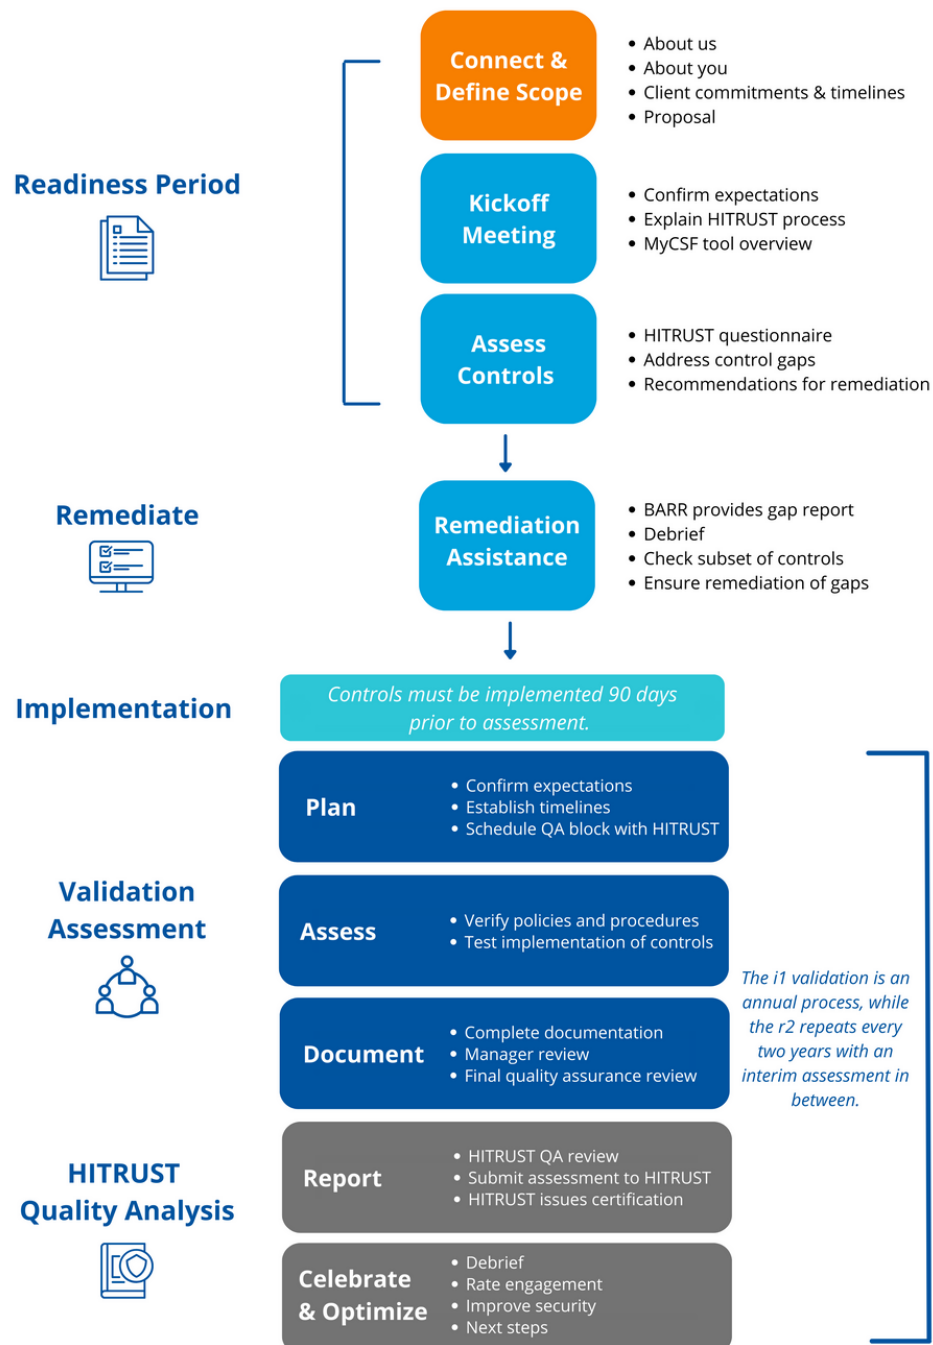 Connect &
Define Scope
• About us
• About you
• Client commitments & timelines
• Proposal
Readiness Period
Kickoff
Meeting
• Confirm expectations
• Explain HITRUST process
• MyCSF tool overview
Assess
Controls
• HITRUST questionnaire
• Address control gaps
• Recommendations for remediation
Remediate
Remediation
Assistance
• BARR provides gap report
• Debrief
• Check subset of controls
• Ensure remediation of gaps
Implementation
Controls must be implemented 90 days
prior to assessment.
Validation
Assessment
Plan
• Confirm expectations
• Establish timelines
• Schedule QA block with HITRUST
Assess
• Verify policies and procedures
• Test implementation of controls
Document
• Complete documentation
• Manager review
• Final quality assurance review
The i1 validation is an
annual process, while
the r2 repeats every
two years with an
interim assessment in
between.
HITRUST
Quality Analysis
Report
• HITRUST QA review
• Submit assessment to HITRUST
• HITRUST issues certification
Celebrate
& Optimize
• Debrief
• Rate engagement
• Improve security
• Next steps